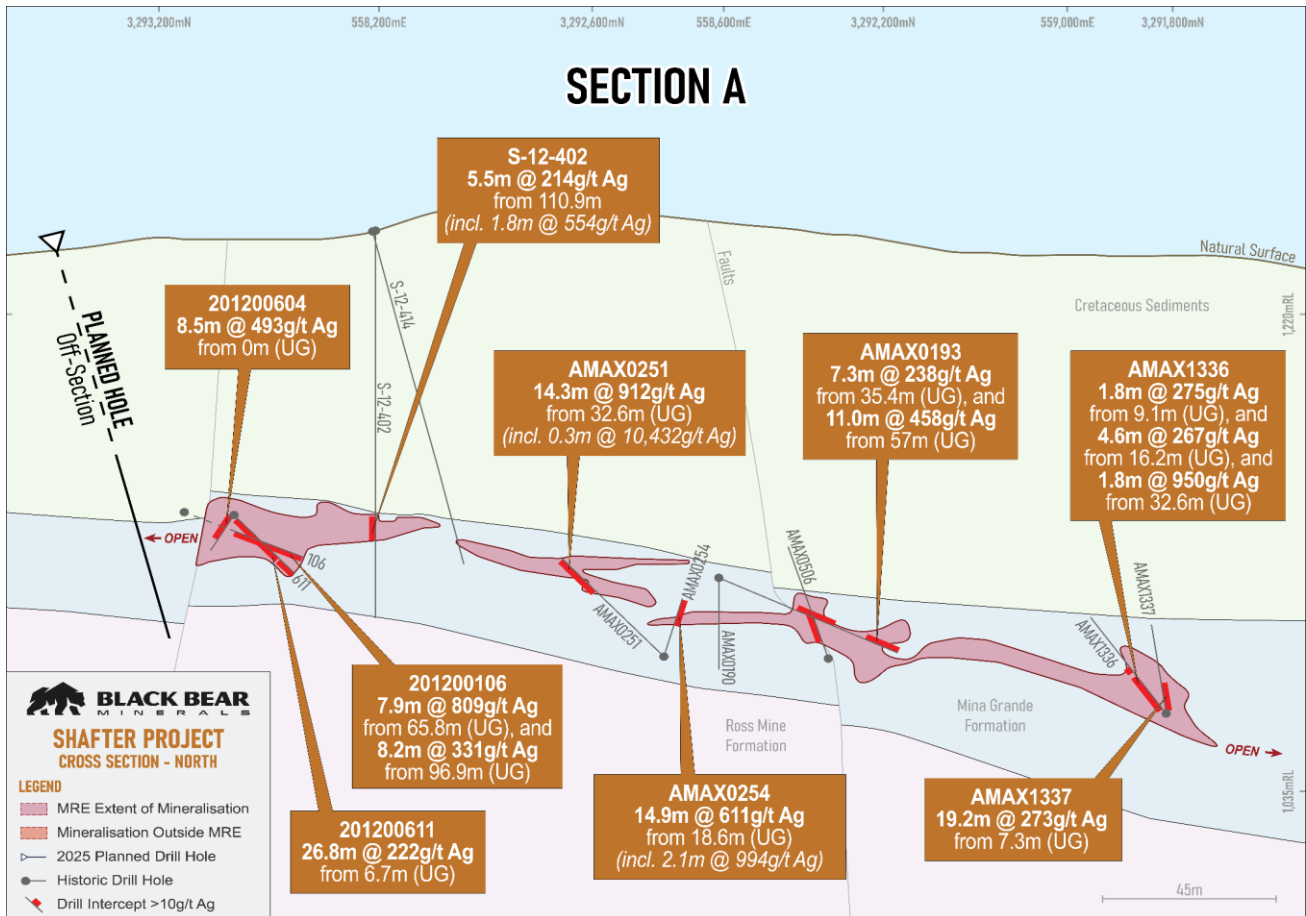 3,293,200mN
558,200mE
3,292,600mN
558,600mE
3,292,200mN
559,000mE
3,291,800mN
SECTION A
S-12-402
5.5m @ 214g/t Ag
from 110.9m
(incl. 1.8m @ 554g/t Ag)
Natural Surface
Faults
Cretaceous Sediments
1,220mRL
PLANNED HOLE
Off-Section
201200604
8.5m @ 493g/t Ag
from 0m (UG)
S-12-414
S-12-402
AMAX0251
14.3m @ 912g/t Ag
from 32.6m (UG)
(incl. 0.3m @ 10,432g/t Ag)
AMAX0193
7.3m @ 238g/t Ag
from 35.4m (UG), and
11.0m @ 458g/t Ag
from 57m (UG)
AMAX1336
1.8m @ 275g/t Ag
from 9.1m (UG), and
4.6m @ 267g/t Ag
from 16.2m (UG), and
1.8m @ 950g/t Ag
from 32.6m (UG)
OPEN
106
611
AMAX0251
AMAX0254
AMAX0190
AMAX0506
AMAX1336
AMAX1337
OPEN
Ross Mine
Formation
Mina Grande
Formation
1,035mRL
201200106
7.9m @ 809g/t Ag
from 65.8m (UG), and
8.2m @ 331g/t Ag
from 96.9m (UG)
201200611
26.8m @ 222g/t Ag
from 6.7m (UG)
AMAX0254
14.9m @ 611g/t Ag
from 18.6m (UG)
(incl. 2.1m @ 994g/t Ag)
AMAX1337
19.2m @ 273g/t Ag
from 7.3m (UG)
45m
BLACK BEAR
MINERALS
SHAFTER PROJECT
CROSS SECTION - NORTH
LEGEND
MRE Extent of Mineralisation
Mineralisation Outside MRE
2025 Planned Drill Hole
Historic Drill Hole
Drill Intercept >10g/t Ag